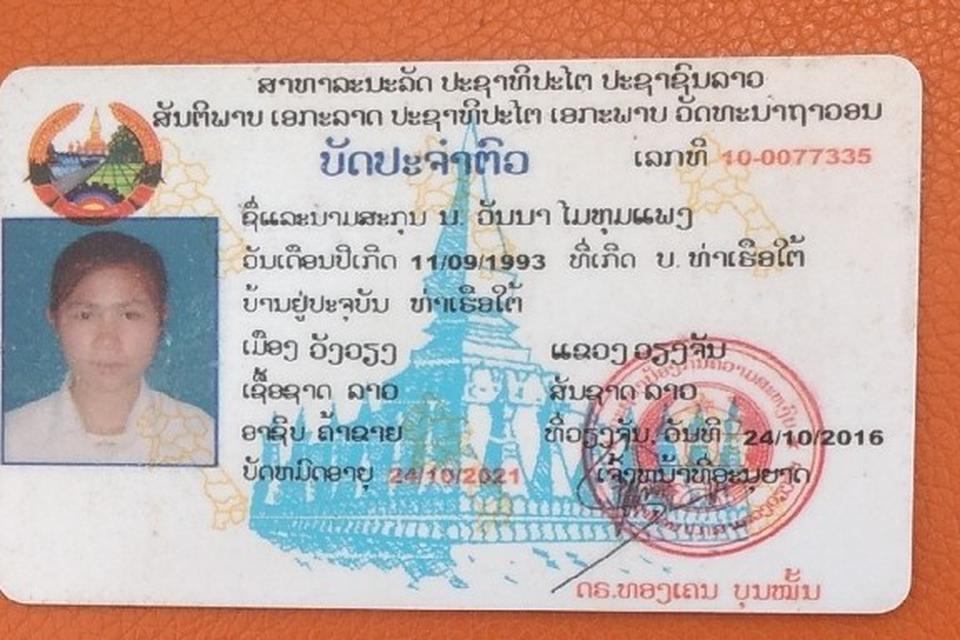 ສາທາລະນະລັດ ປະຊາທິປະໄຕ ປະຊາຊົນລາວ
ສັນຕິພາບ ເອກະລາດ ປະຊາທິປະໄຕ ເອກະພາບ ວັດທະນາຖາວອນ
ບັດປະຈຳຕົວ ເລກທີ 10-0077335
ຊື່ແລະນາມສະກຸນ ນ. ວັນນາ ໄມທຸມແພງ
ວັນເດືອນປີເກີດ 11/09/1993 ທີ່ເກີດ ບ. ທ່າເຮືອໃຕ້
ບ້ານຢູ່ປະຈຸບັນ ທ່າເຮືອໃຕ້
ເມືອງ ວັງວຽງ ແຂວງ ວຽງຈັນ
ເຊື້ອຊາດ ລາວ ສັນຊາດ ລາວ
ອາຊີບ ຄ້າຂາຍ ທີ່ວຽງຈັນ, ວັນທີ 24/10/2016
ບັດຫມົດອາຍຸ 24/10/2021 ເຈົ້າຫນ້າທີ່ອະນຸຍາດ
ດຣ.ທອງເຄນ ບຸນໝັ້ນ